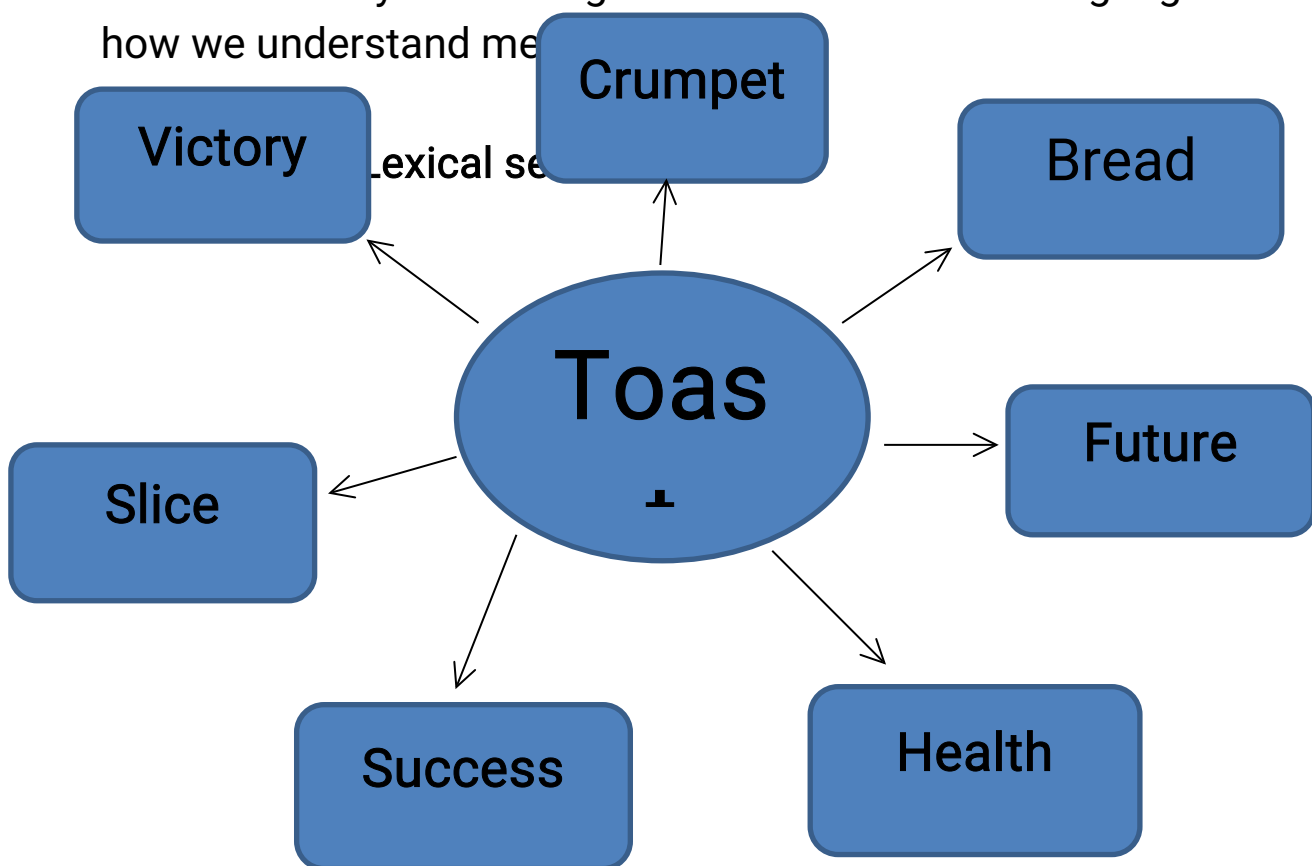 how we understand me
Crumpet
Victory
Lexical se
Bread
Toas
Future
Slice
Health
Success